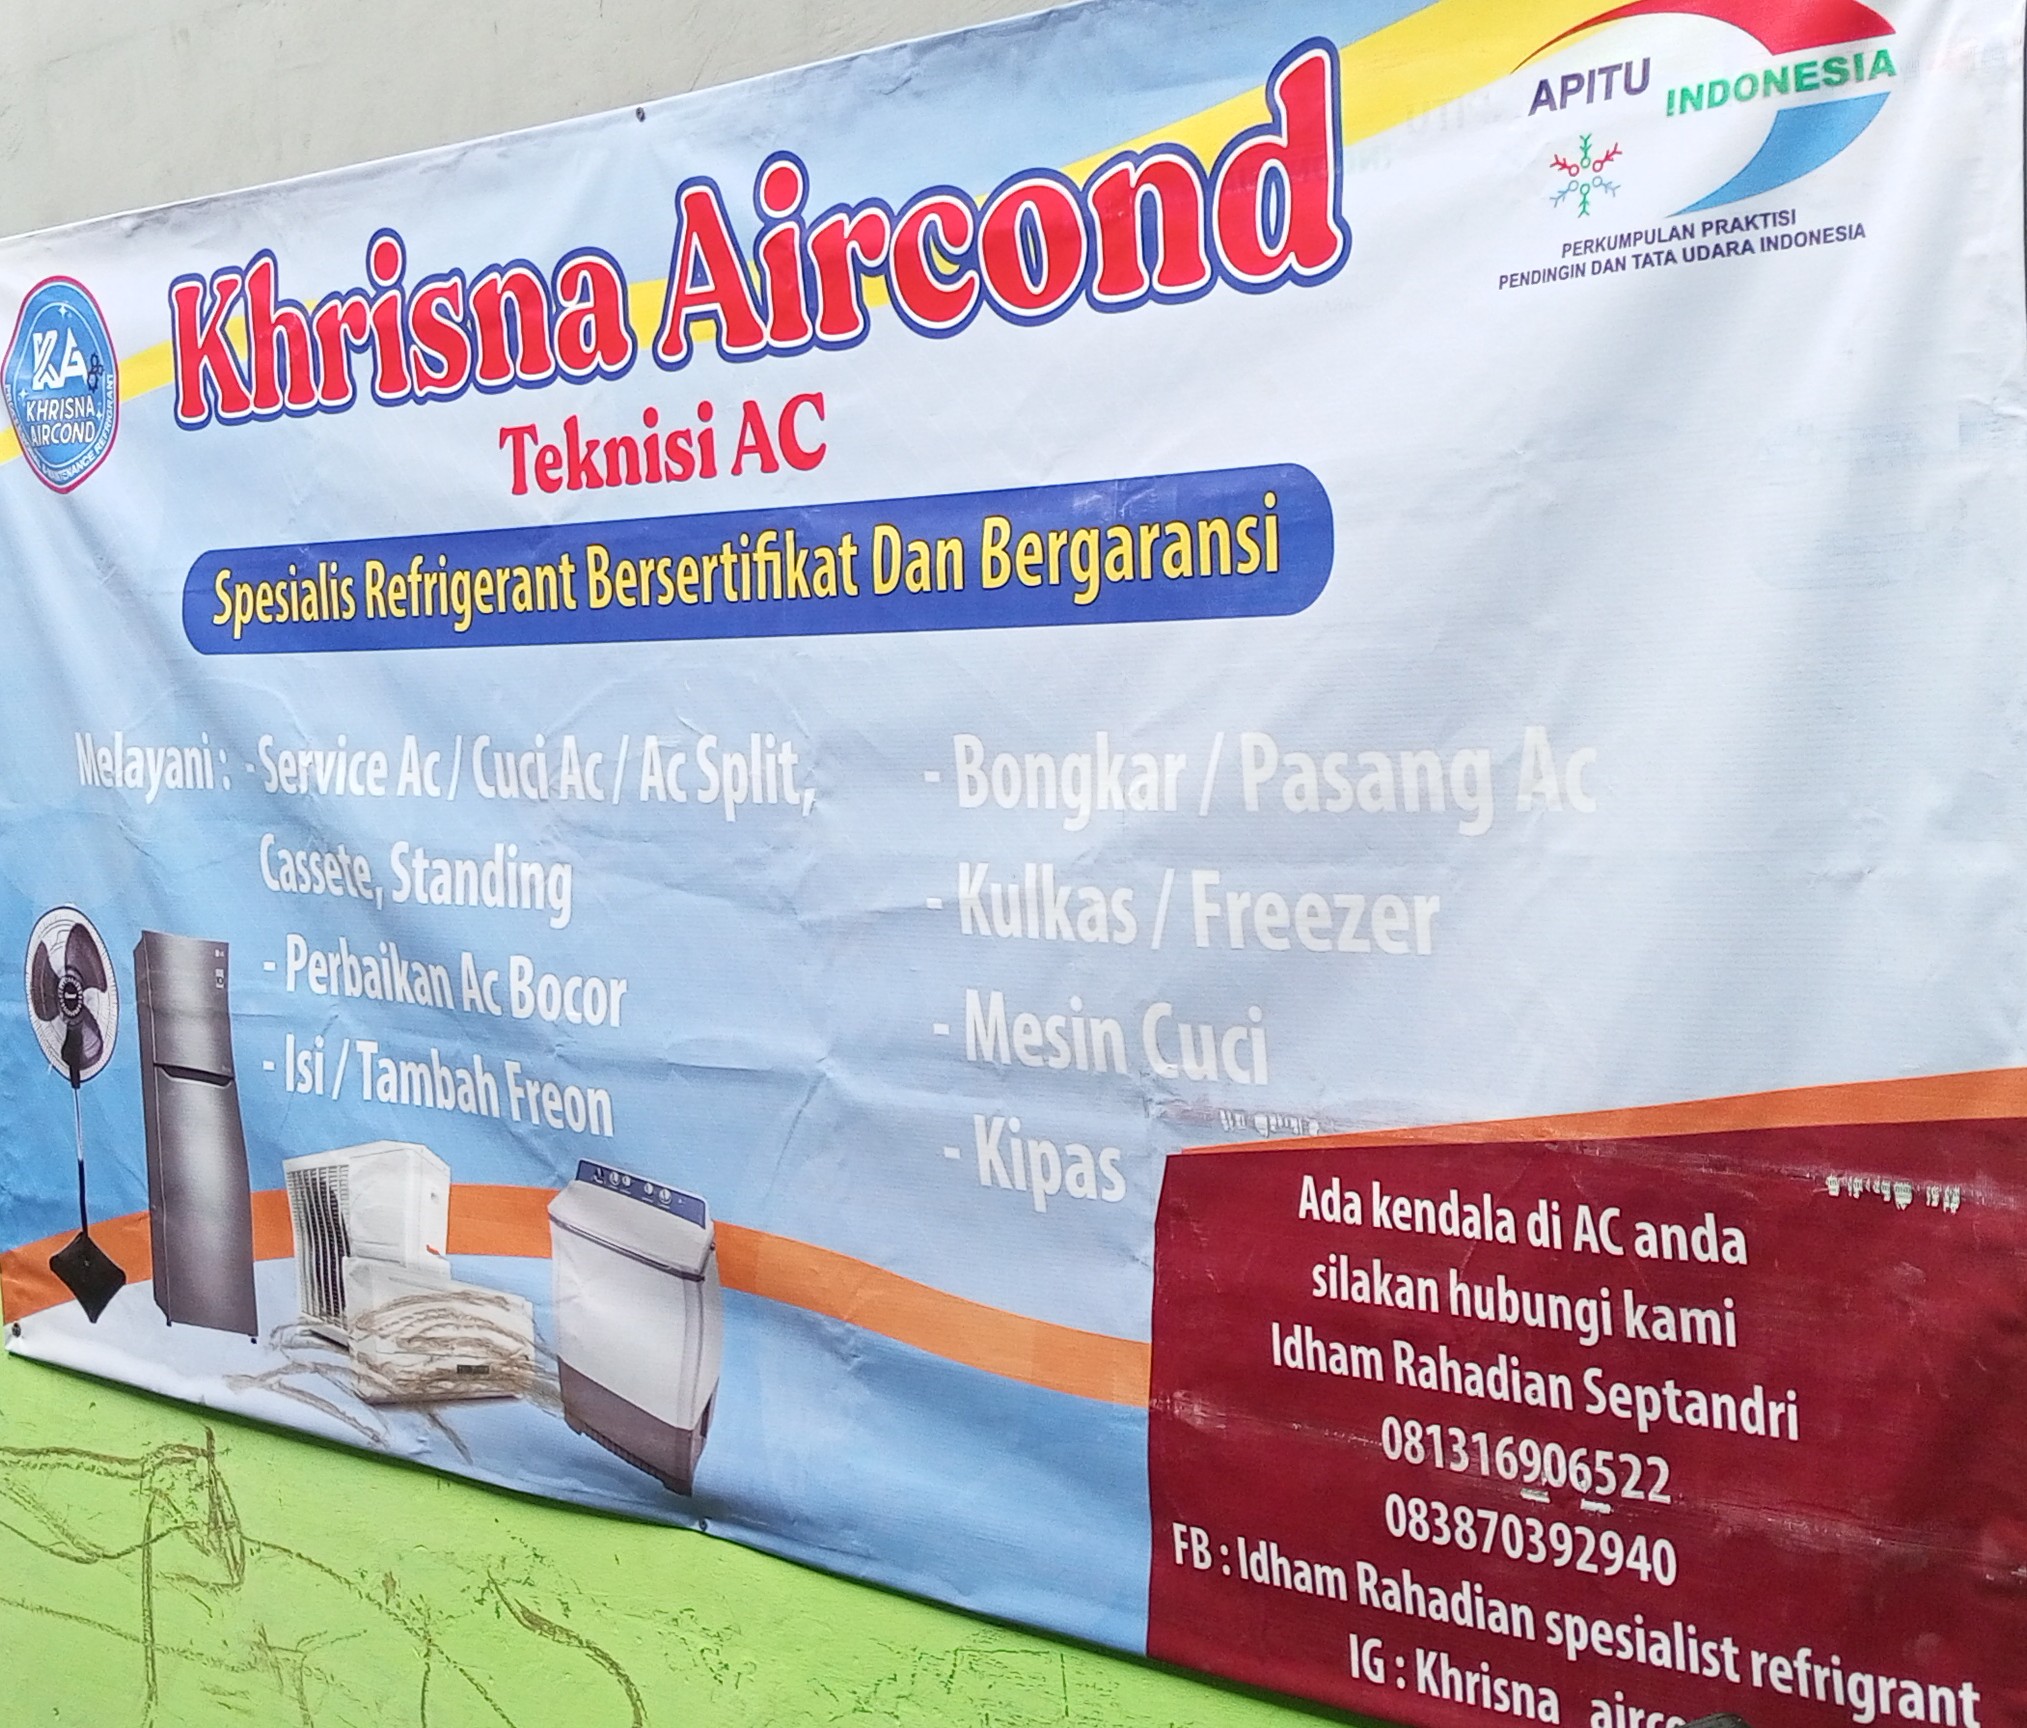 APITU INDONESIA
PERKUMPULAN PRAKTISI
PENDINGIN DAN TATA UDARA INDONESIA
Khrisna Aircond
KA
KHRISNA
AIRCOND
Teknisi AC
Spesialis Refrigerant Bersertifikat Dan Bergaransi
Melayani : - Service Ac / Cuci Ac / Ac Split,
Cassete, Standing
- Perbaikan Ac Bocor
- Isi / Tambah Freon
- Bongkar / Pasang Ac
- Kulkas / Freezer
- Mesin Cuci
- Kipas
Ada kendala di AC anda
silakan hubungi kami
Idham Rahadian Septandri
081316906522
083870392940
FB : Idham Rahadian spesialist refrigrant
IG : Khrisna